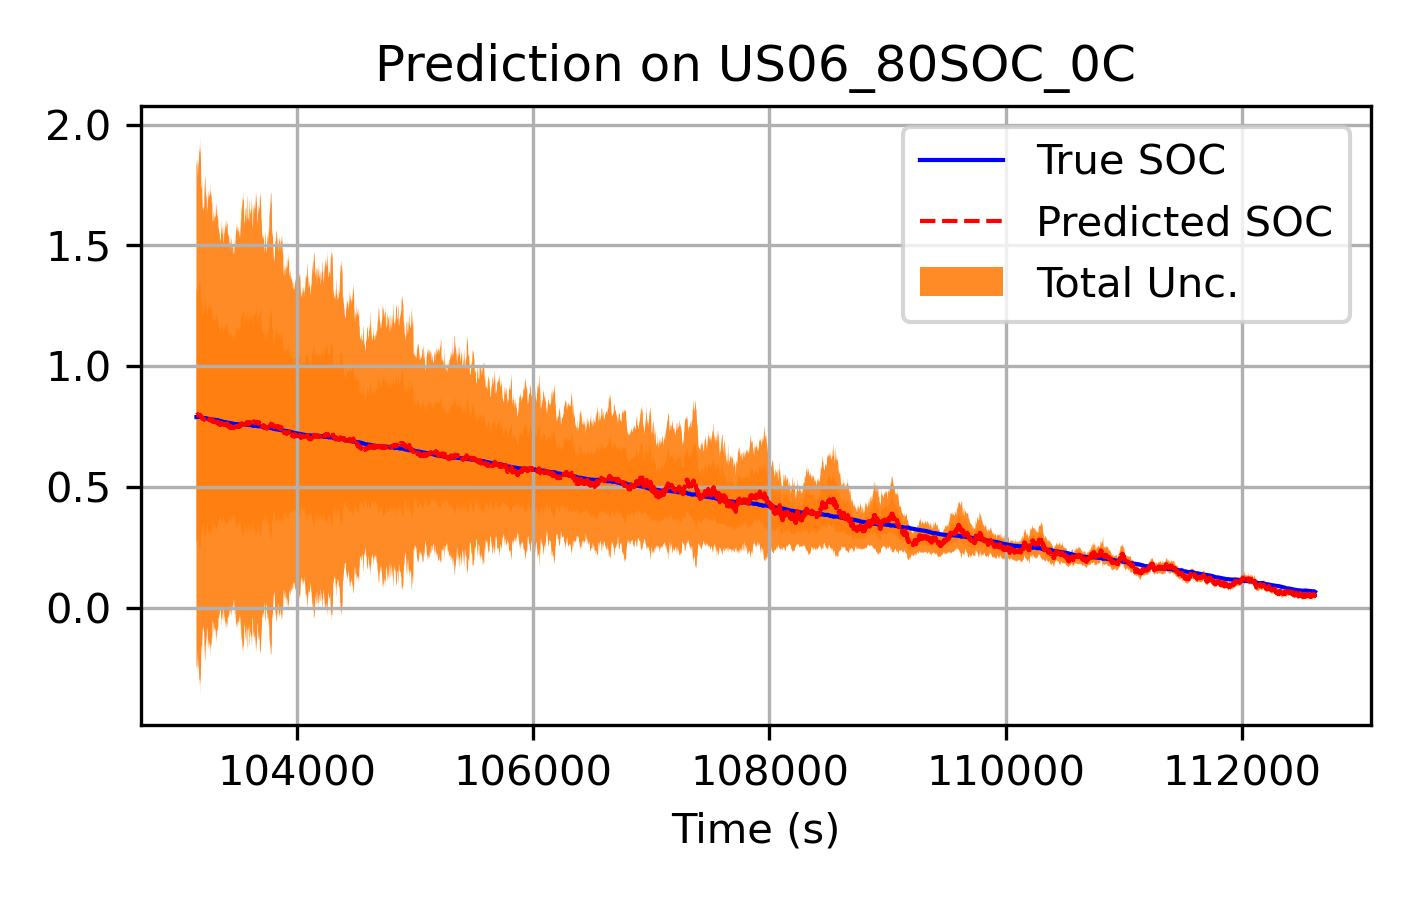 Prediction on US06_80SOC_0C
2.0
1.5
1.0
0.5
0.0
True SOC
Predicted SOC
Total Unc.
104000 106000 108000 110000 112000
Time (s)